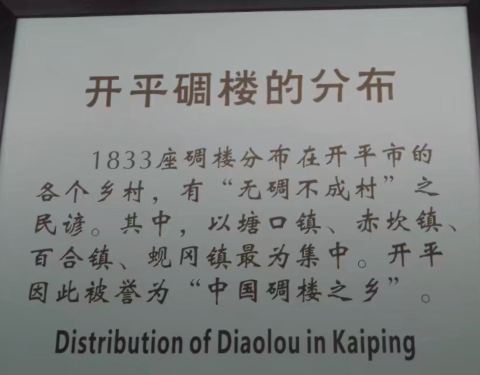 开平碉楼的分布
1833座碉楼分布在开平市的
各个乡村，有“无碉不成村”之
民谚。其中，以塘口镇、赤坎镇、
百合镇、蚬冈镇最为集中。开平
因此被誉为“中国碉楼之乡”。
Distribution of Diaolou in Kaiping